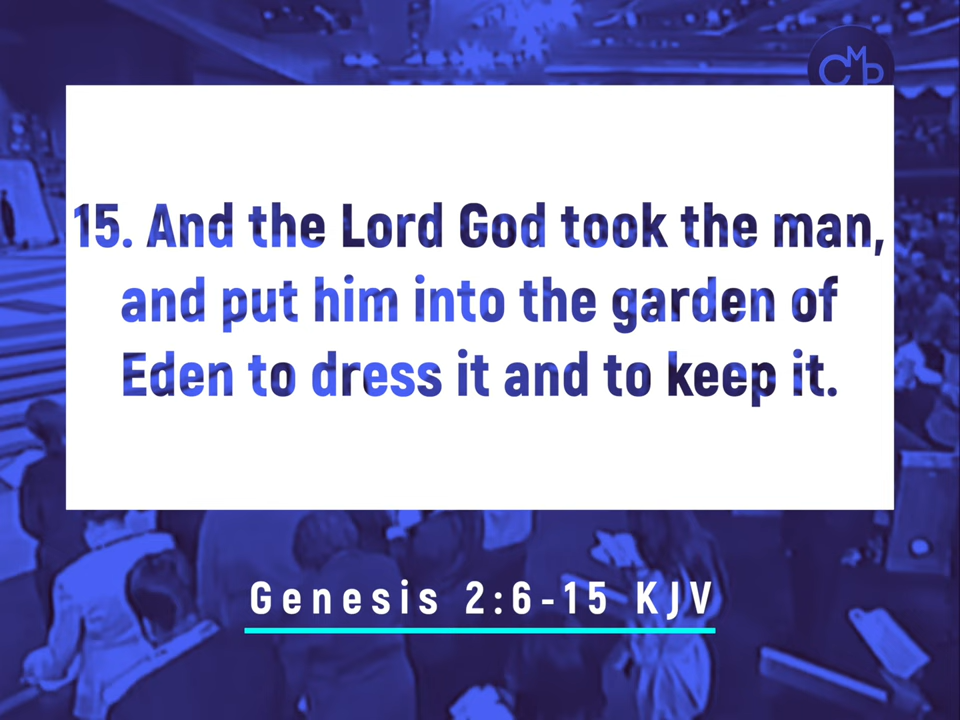 CMP
15. And the Lord God took the man,
and put him into the garden of
Eden to dress it and to keep it.
Genesis 2:6-15 KJV